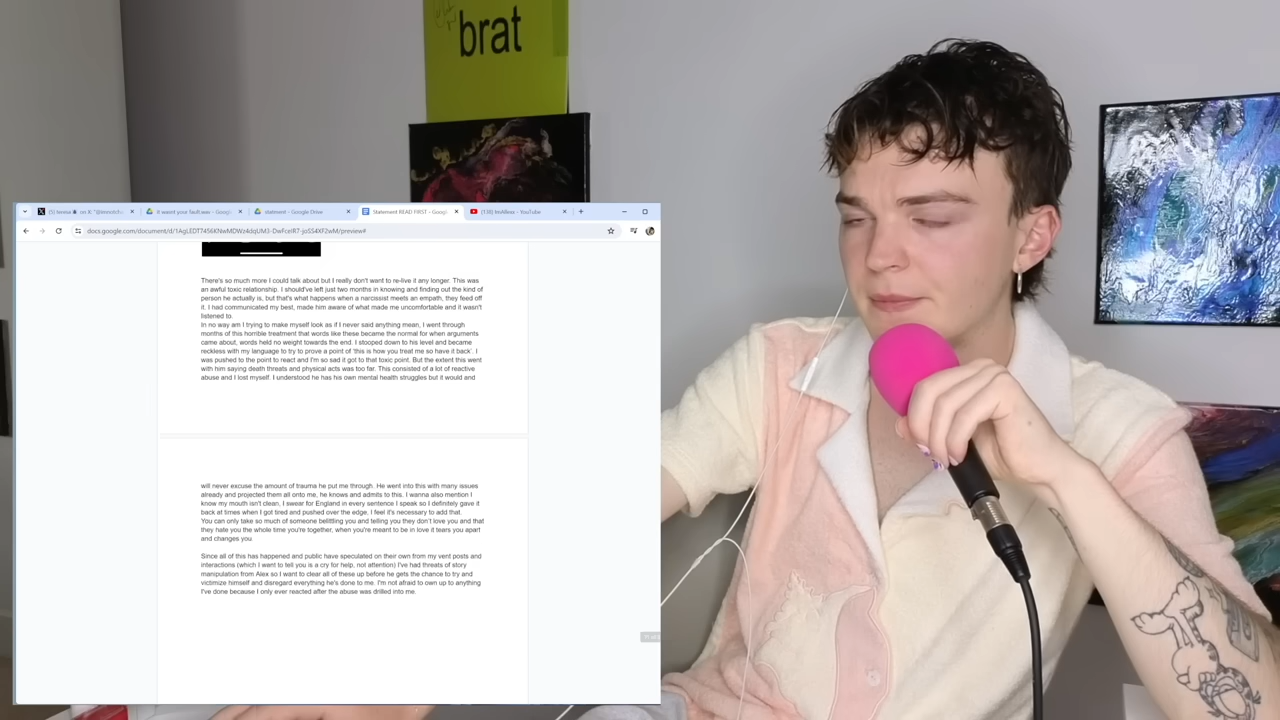 brat
on X: "@
it wasnt your fault.wav - Google
statment - Google Drive
Statement READ FIRST - Google
(138) ImAllexx - YouTube
There's so much more I could talk about but I really don't want to re-live it any longer. This was
an awful toxic relationship. I should've left just two months in knowing and finding out the kind of
person he actually is, but that's what happens when a narcissist meets an empath, they feed off
it. I had communicated my best, made him aware of what made me uncomfortable and it wasn't
listened to.
In no way am I trying to make myself look as if I never said anything mean, I went through
months of this horrible treatment that words like these became the normal for when arguments
came about, words held no weight towards the end. I stooped down to his level and became
reckless with my language to try to prove a point of 'this is how you treat me so have it back'. I
was pushed to the point to react and I'm so sad it got to that toxic point. But the extent this went
with him saying death threats and physical acts was too far. This consisted of a lot of reactive
abuse and I lost myself. I understood he has his own mental health struggles but it would and
will never excuse the amount of trauma he put me through. He went into this with many issues
already and projected them all onto me, he knows and admits to this. I wanna also mention I
know my mouth isn't clean, I swear for England in every sentence I speak so I definitely gave it
back at times when I got tired and pushed over the edge, I feel it's necessary to add that.
You can only take so much of someone belittling you and telling you they don't love you and that
they hate you the whole time you're together, when you're meant to be in love it tears you apart
and changes you.
Since all of this has happened and public have speculated on their own from my vent posts and
interactions (which I want to tell you is a cry for help, not attention) I've had threats of story
manipulation from Alex so I want to clear all of these up before he gets the chance to try and
victimize himself and disregard everything he's done to me. I'm not afraid to own up to anything
I've done because I only ever reacted after the abuse was drilled into me.